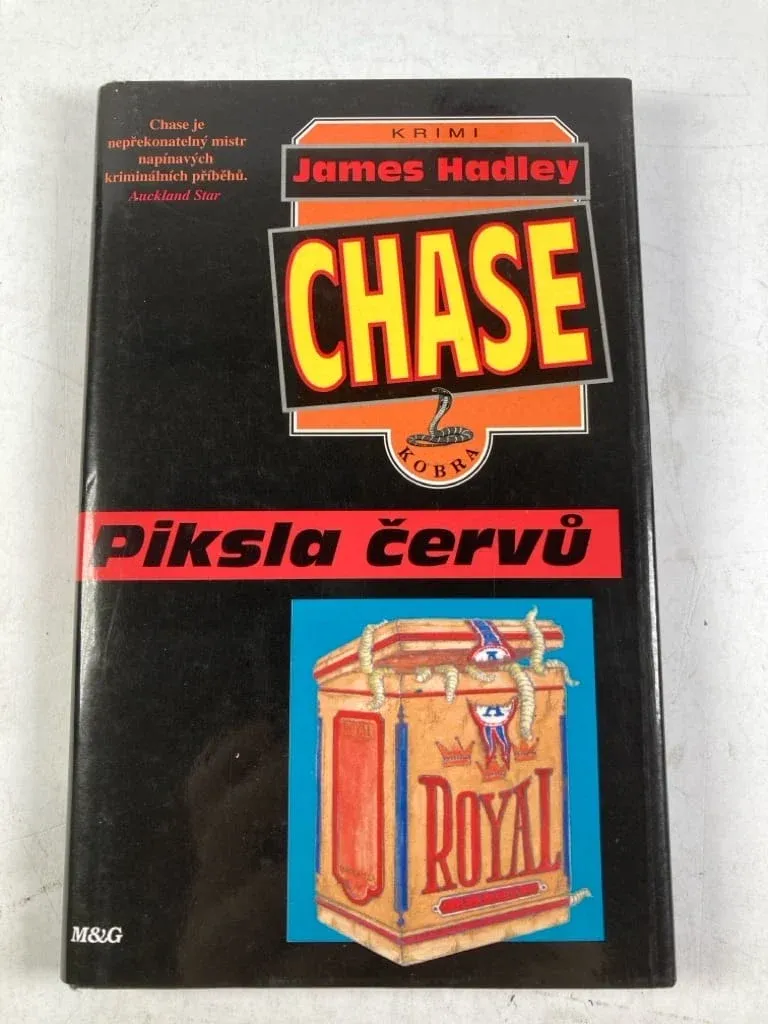 Chase je
nepřekonatelný mistr
napínavých
kriminálních příběhů.
Auckland Star
KRIMI
James Hadley
CHASE
KOBRA
Piksla červů
A
A
ROYAL
M&G